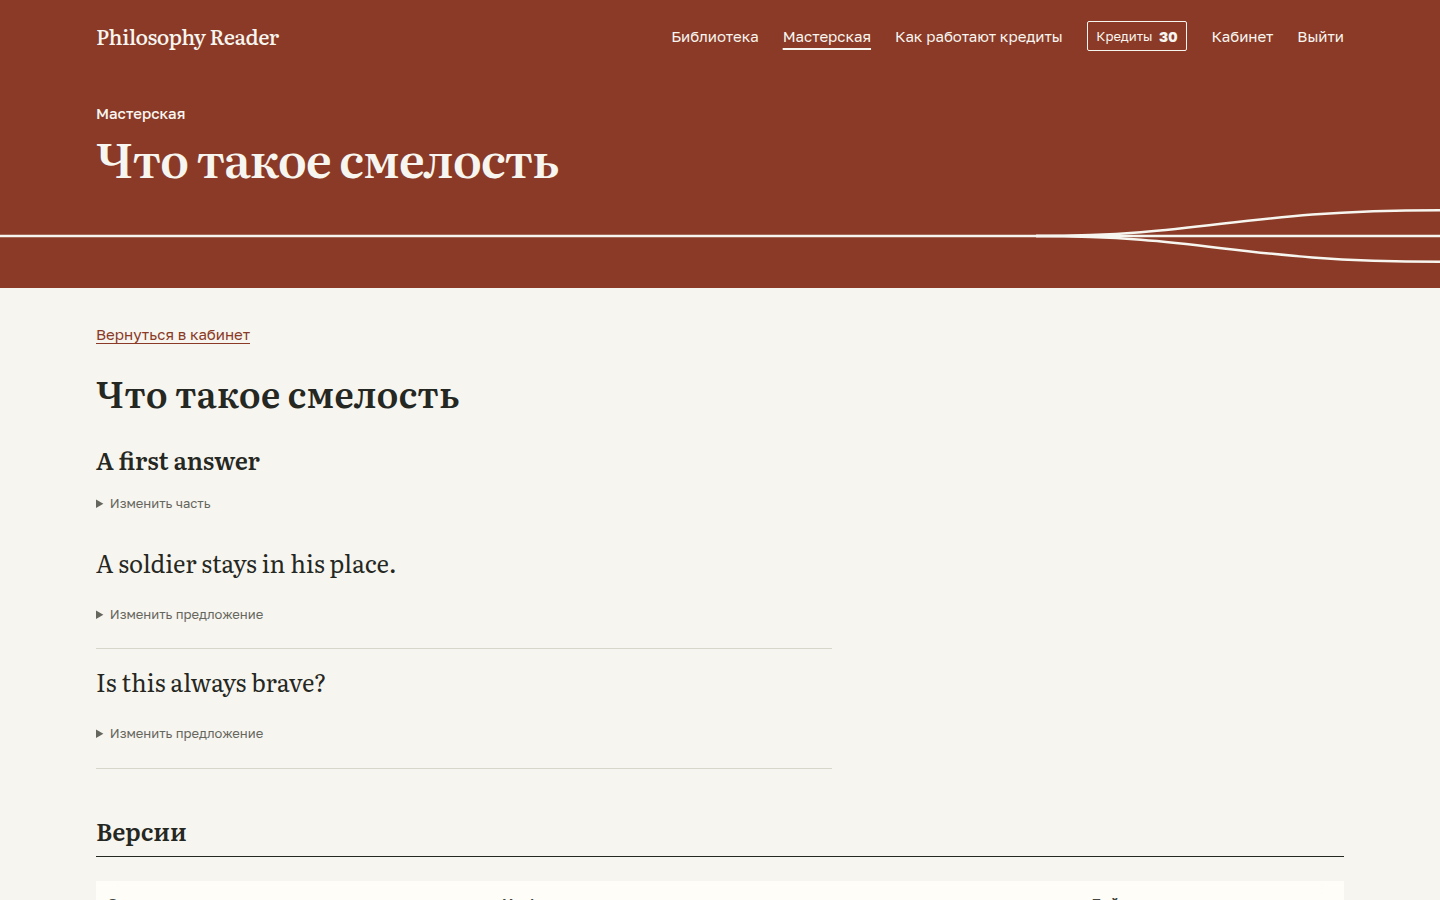 Philosophy Reader
Библиотека Мастерская Как работают кредиты Кредиты 30 Кабинет Выйти
Мастерская
Что такое смелость
Вернуться в кабинет
Что такое смелость
A first answer
Изменить часть
A soldier stays in his place.
Изменить предложение
Is this always brave?
Изменить предложение
Версии